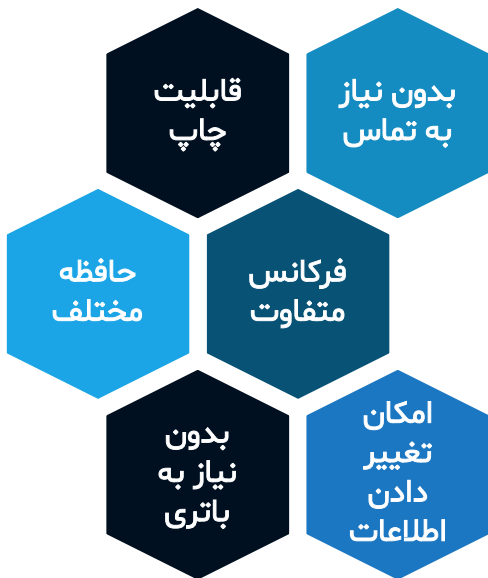 بدون نیاز
به تماس
قابلیت
چاپ
فرکانس
متفاوت
حافظه
مختلف
امکان
تغییر
دادن
اطلاعات
بدون
نیاز به
باتری